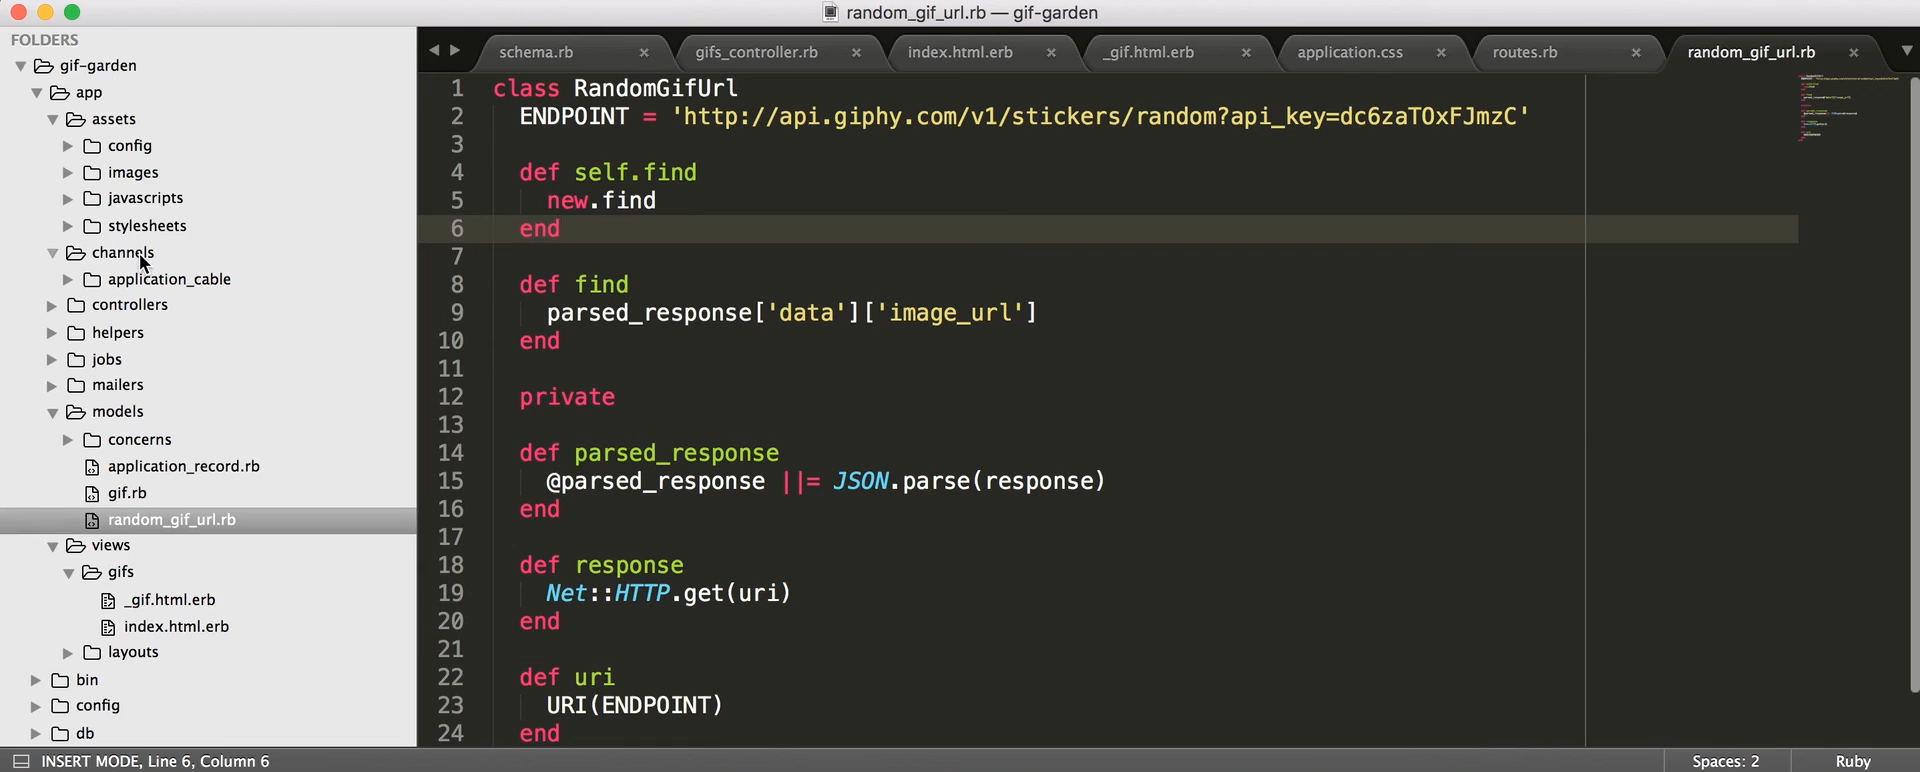 random_gif_url.rb — gif-garden
FOLDERS
gif-garden
app
assets
config
images
javascripts
stylesheets
channels
application_cable
controllers
helpers
jobs
mailers
models
concerns
application_record.rb
gif.rb
random_gif_url.rb
views
gifs
_gif.html.erb
index.html.erb
layouts
bin
config
db
schema.rb
gifs_controller.rb
index.html.erb
_gif.html.erb
application.css
routes.rb
random_gif_url.rb
1 class RandomGifUrl
2 ENDPOINT = 'http://api.giphy.com/v1/stickers/random?api_key=dc6zaTOxFJmzC'
3
4 def self.find
5 new.find
6 end
7
8 def find
9 parsed_response['data']['image_url']
10 end
11
12 private
13
14 def parsed_response
15 @parsed_response ||= JSON.parse(response)
16 end
17
18 def response
19 Net::HTTP.get(uri)
20 end
21
22 def uri
23 URI(ENDPOINT)
24 end
INSERT MODE, Line 6, Column 6
Spaces: 2
Ruby